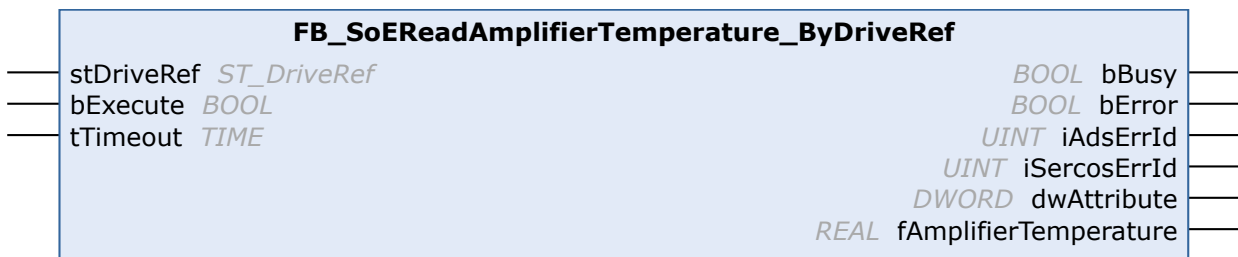 FB_SoEReadAmplifierTemperature_ByDriveRef
stDriveRef ST_DriveRef
BOOL bBusy
bExecute BOOL
BOOL bError
tTimeout TIME
UINT iAdsErrId
UINT iSercosErrId
DWORD dwAttribute
REAL fAmplifierTemperature